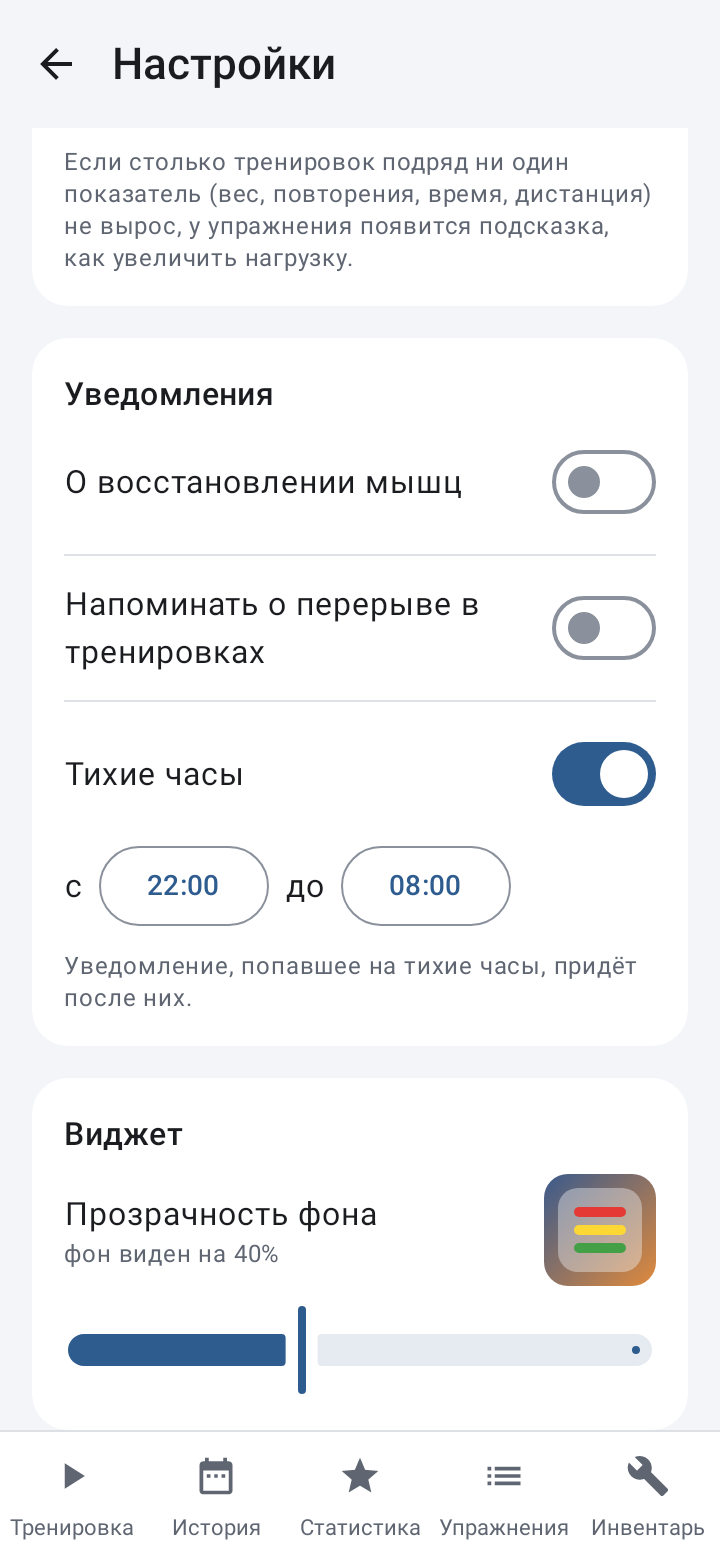 Настройки
Если столько тренировок подряд ни один
показатель (вес, повторения, время, дистанция)
не вырос, у упражнения появится подсказка,
как увеличить нагрузку.
Уведомления
О восстановлении мышц
Напоминать о перерыве в
тренировках
Тихие часы
с 22:00 до 08:00
Уведомление, попавшее на тихие часы, придёт
после них.
Виджет
Прозрачность фона
фон виден на 40%
Тренировка История Статистика Упражнения Инвентарь